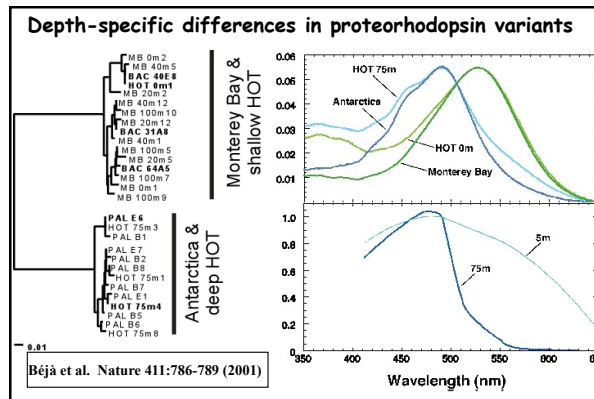 Depth-specific differences in proteorhodopsin variants
MB 0m2
MB 40m5
BAC 40E8
HOT 0m1
MB 20m2
MB 40m12
MB 100m10
MB 20m12
BAC 31A8
MB 40m1
MB 100m5
MB 20m5
BAC 64A5
MB 100m7
MB 0m1
MB 100m9
Monterey Bay &
shallow HOT
PAL E6
HOT 75m3
PAL B1
PAL E7
PAL B2
PAL B8
HOT 75m1
PAL B7
PAL E1
HOT 75m4
PAL B5
PAL B6
HOT 75m8
Antarctica &
deep HOT
0.01
Béjà et al. Nature 411:786-789 (2001)
0.06
0.05
0.04
0.03
0.02
0.01
HOT 75m
Antarctica
HOT 0m
Monterey Bay
1.0
0.8
0.6
0.4
0.2
0
5m
75m
350 400 450 500 550 600
Wavelength (nm)